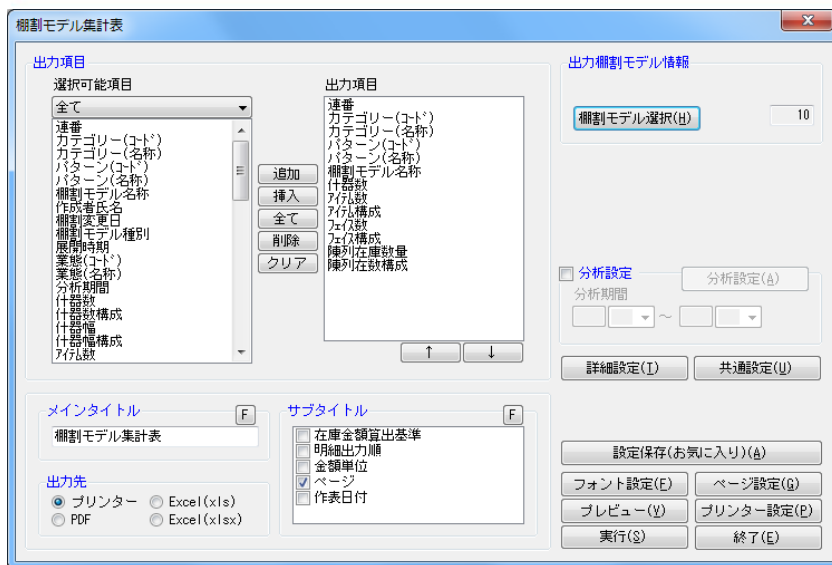 棚割モデル集計表
出力項目
選択可能項目
全て
連番
カテゴリー(ｺｰﾄﾞ)
カテゴリー(名称)
パターン(ｺｰﾄﾞ)
パターン(名称)
棚割モデル名称
作成者氏名
棚割変更日
棚割モデル種別
展開時期
業態(ｺｰﾄﾞ)
業態(名称)
分析期間
什器数
什器数構成
什器幅
什器幅構成
ｱｲﾃﾑ数
追加
挿入
全て
削除
クリア
出力項目
連番
カテゴリー(ｺｰﾄﾞ)
カテゴリー(名称)
パターン(ｺｰﾄﾞ)
パターン(名称)
棚割モデル名称
什器数
ｱｲﾃﾑ数
ｱｲﾃﾑ構成
ﾌｪｲｽ数
ﾌｪｲｽ構成
陳列在庫数量
陳列在数構成
↑ ↓
出力棚割モデル情報
棚割モデル選択(H) 10
分析設定 分析設定(A)
分析期間
～
詳細設定(T) 共通設定(U)
メインタイトル F
棚割モデル集計表
出力先
プリンター Excel(xls)
PDF Excel(xlsx)
サブタイトル F
在庫金額算出基準
明細出力順
金額単位
ページ
作表日付
設定保存(お気に入り)(A)
フォント設定(F) ページ設定(G)
プレビュー(V) プリンター設定(P)
実行(S) 終了(E)